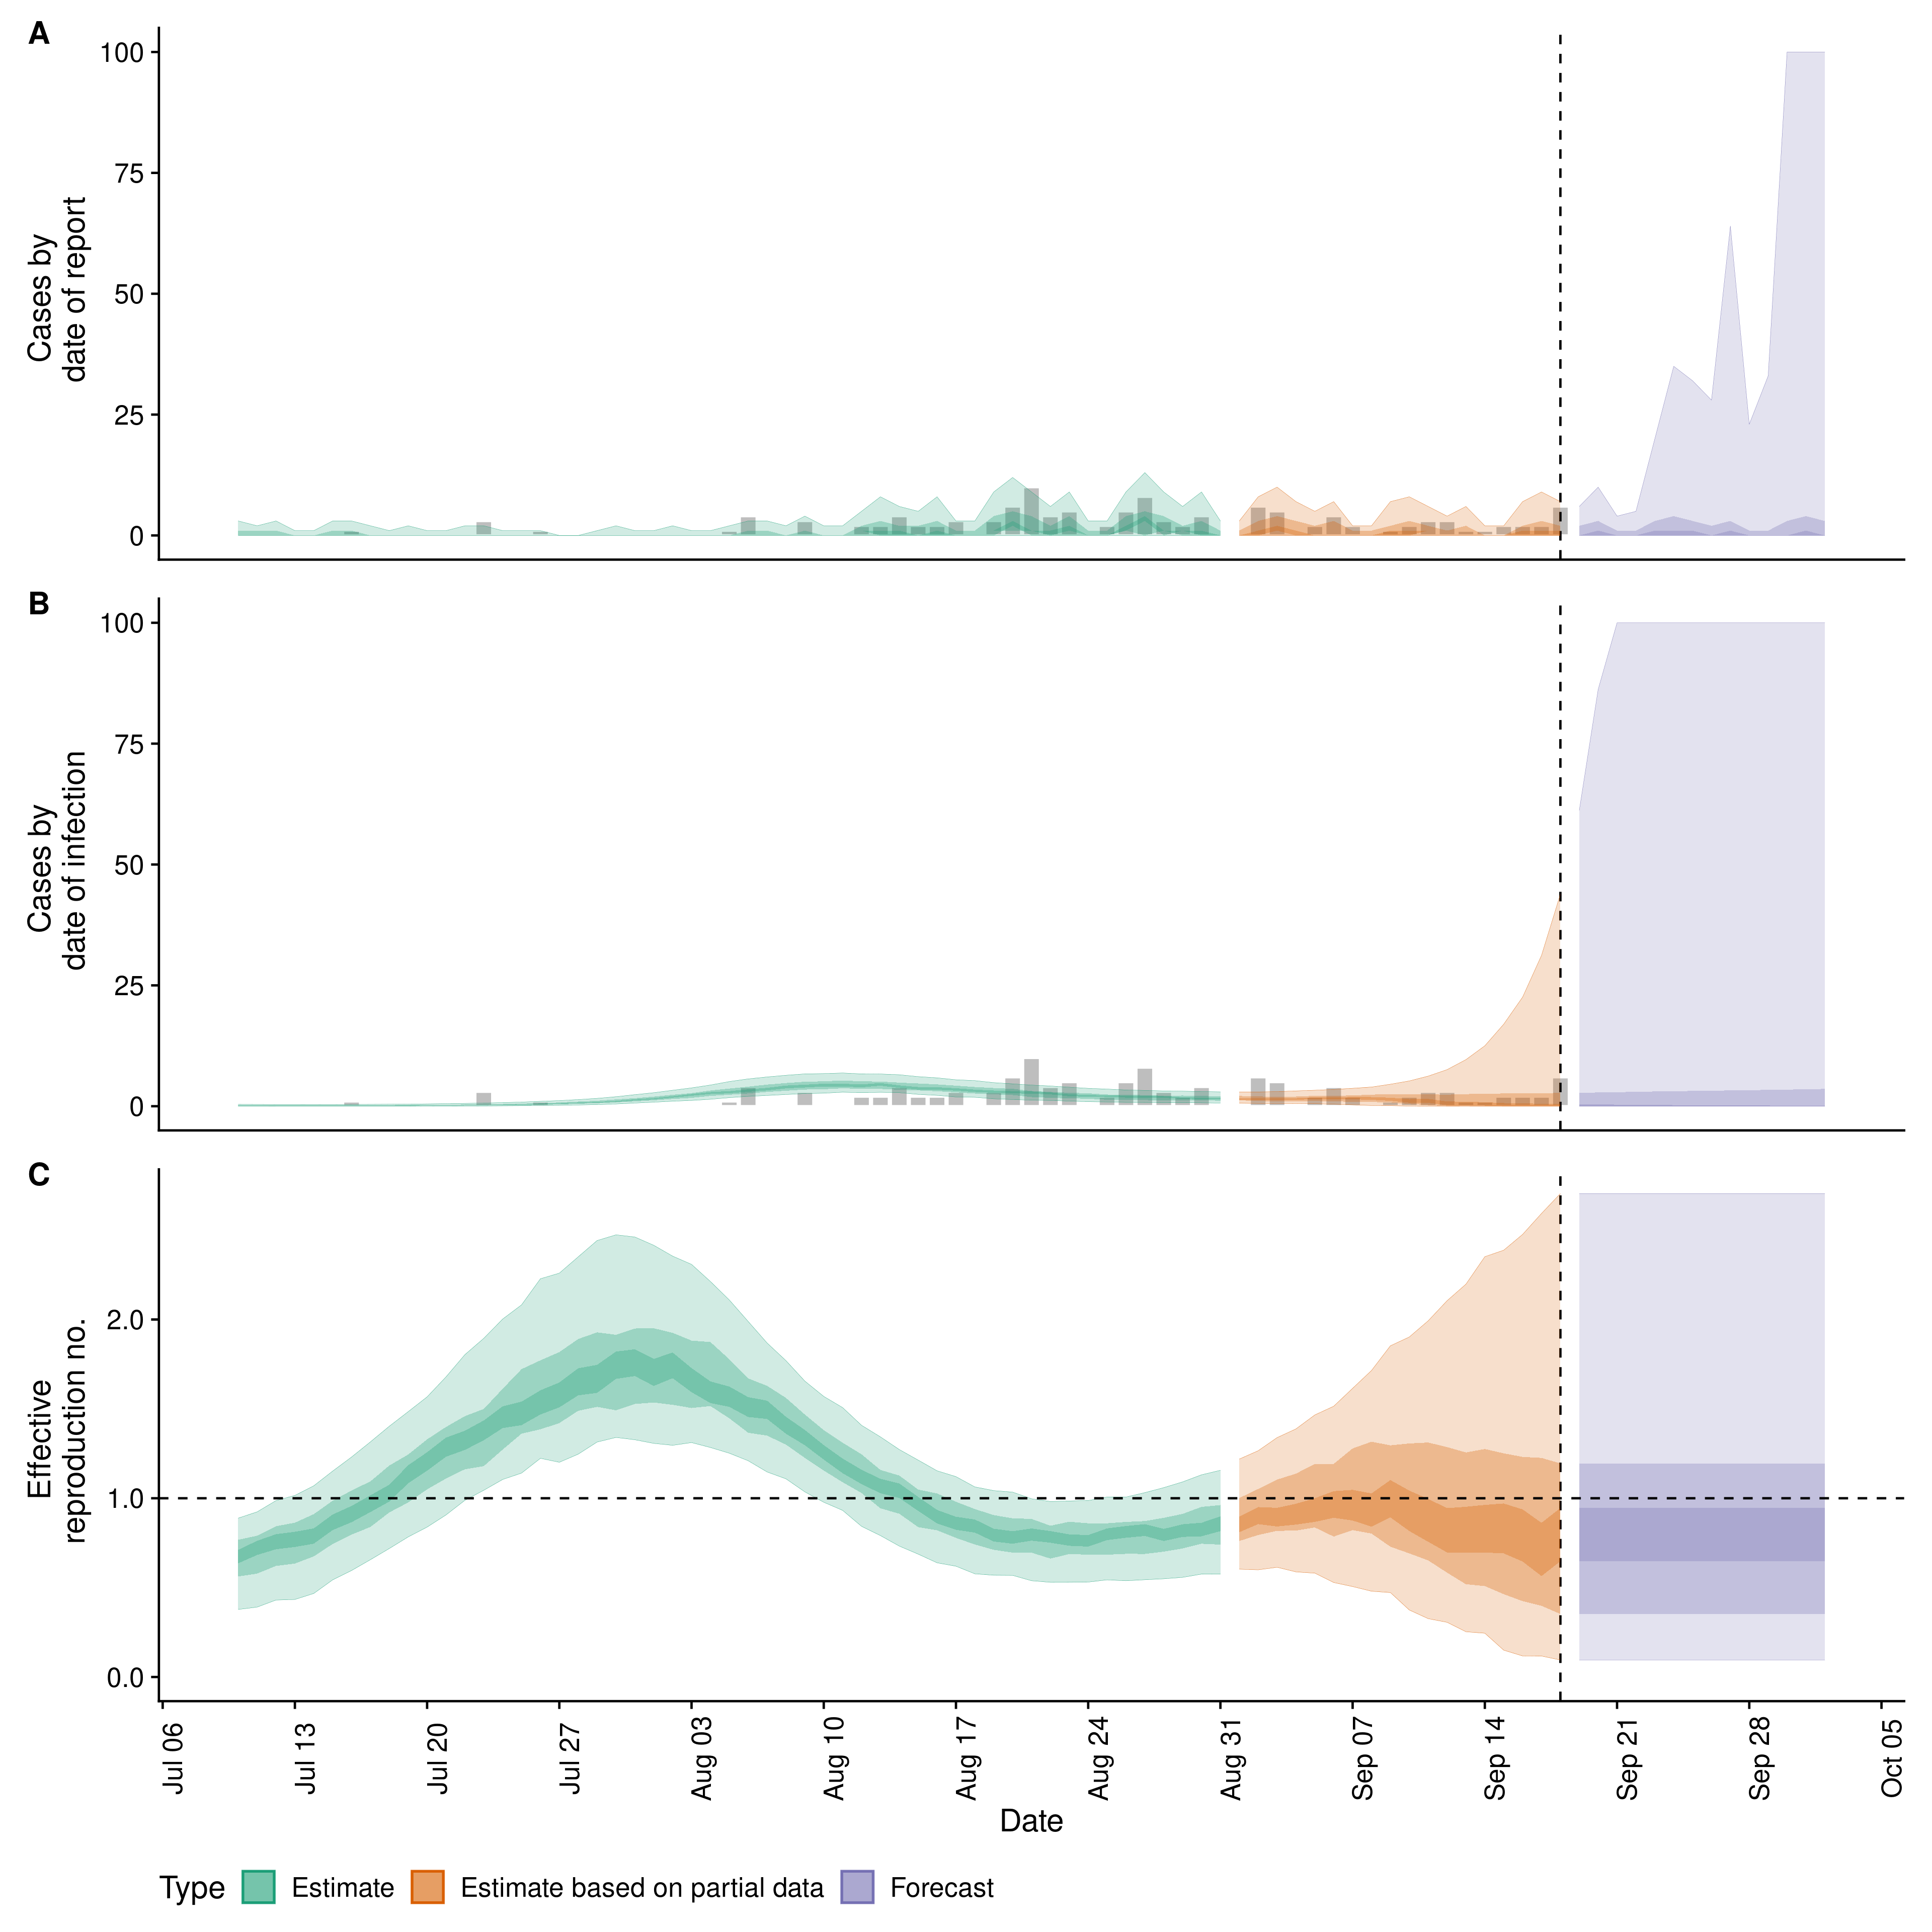 A
100
75
50
25
0
Cases by
date of report
B
100
75
50
25
0
Cases by
date of infection
C
2.0
1.0
0.0
Effective
reproduction no.
Jul 06
Jul 13
Jul 20
Jul 27
Aug 03
Aug 10
Aug 17
Aug 24
Aug 31
Sep 07
Sep 14
Sep 21
Sep 28
Oct 05
Date
Type Estimate Estimate based on partial data Forecast